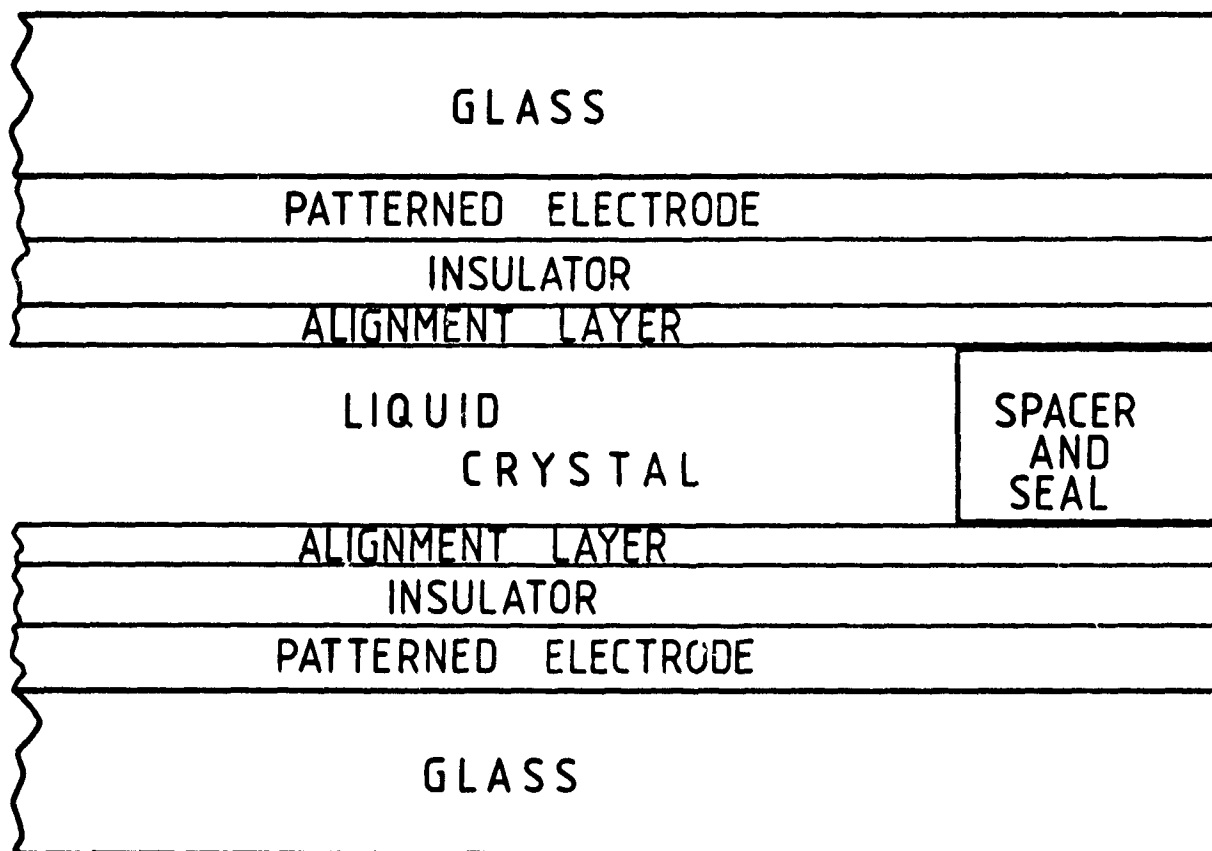 GLASS
PATTERNED ELECTRODE
INSULATOR
ALIGNMENT LAYER
LIQUID
CRYSTAL
SPACER
AND
SEAL
ALIGNMENT LAYER
INSULATOR
PATTERNED ELECTRODE
GLASS